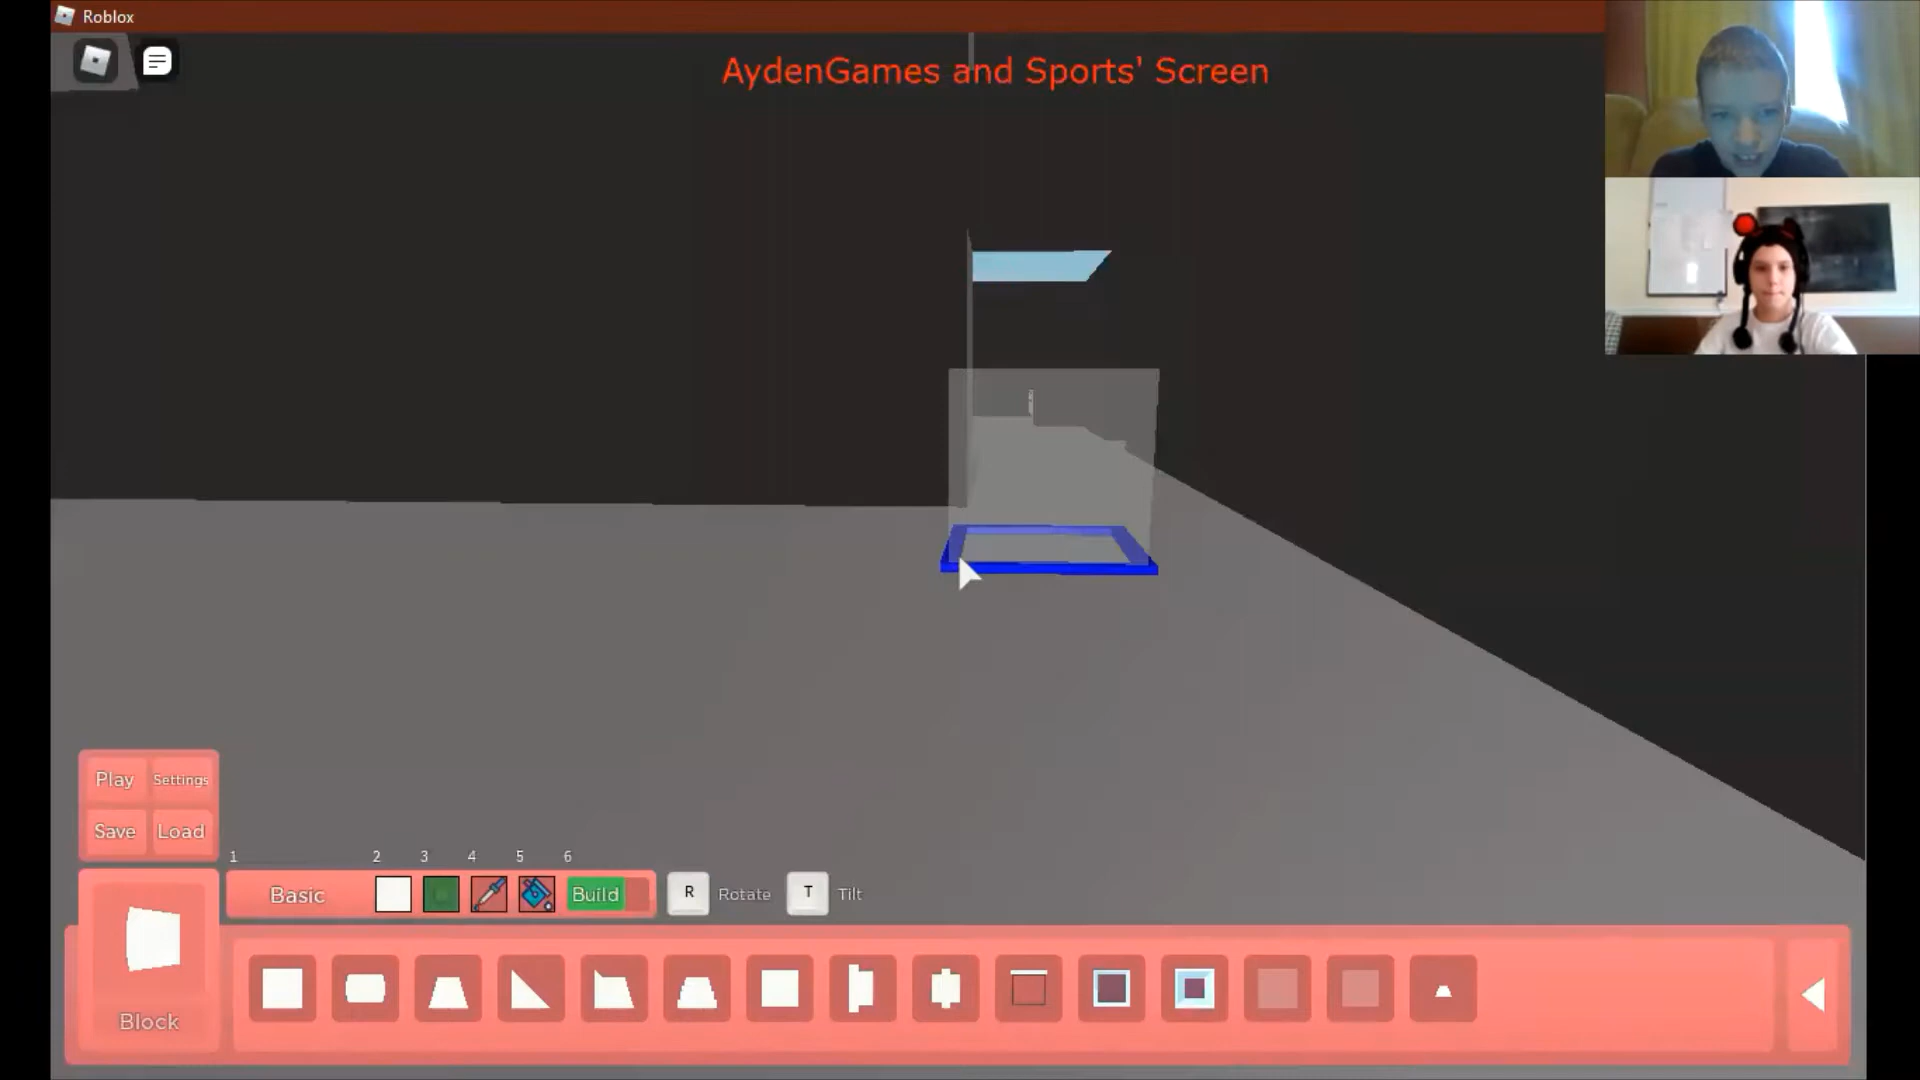 Roblox
AydenGames and Sports' Screen
Play Settings
Save Load
1 2 3 4 5 6
Basic Build R Rotate T Tilt
Block